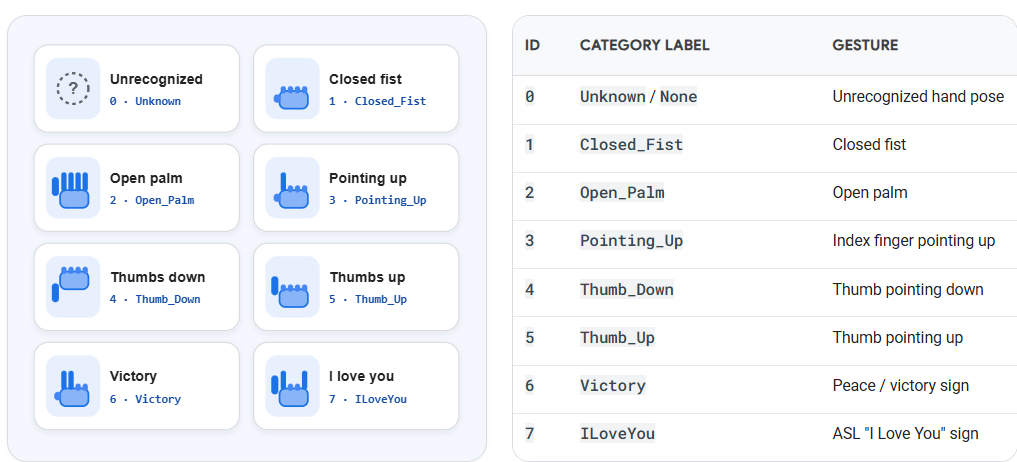 ?
Unrecognized
0 · Unknown
Closed fist
1 · Closed_Fist
Open palm
2 · Open_Palm
Pointing up
3 · Pointing_Up
Thumbs down
4 · Thumb_Down
Thumbs up
5 · Thumb_Up
Victory
6 · Victory
I love you
7 · ILoveYou
ID CATEGORY LABEL GESTURE
0 Unknown / None Unrecognized hand pose
1 Closed_Fist Closed fist
2 Open_Palm Open palm
3 Pointing_Up Index finger pointing up
4 Thumb_Down Thumb pointing down
5 Thumb_Up Thumb pointing up
6 Victory Peace / victory sign
7 ILoveYou ASL "I Love You" sign